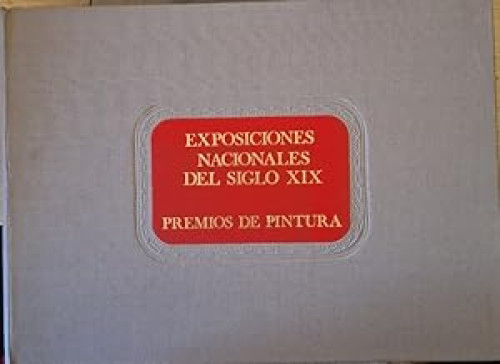 EXPOSICIONES
NACIONALES
DEL SIGLO XIX
PREMIOS DE PINTURA